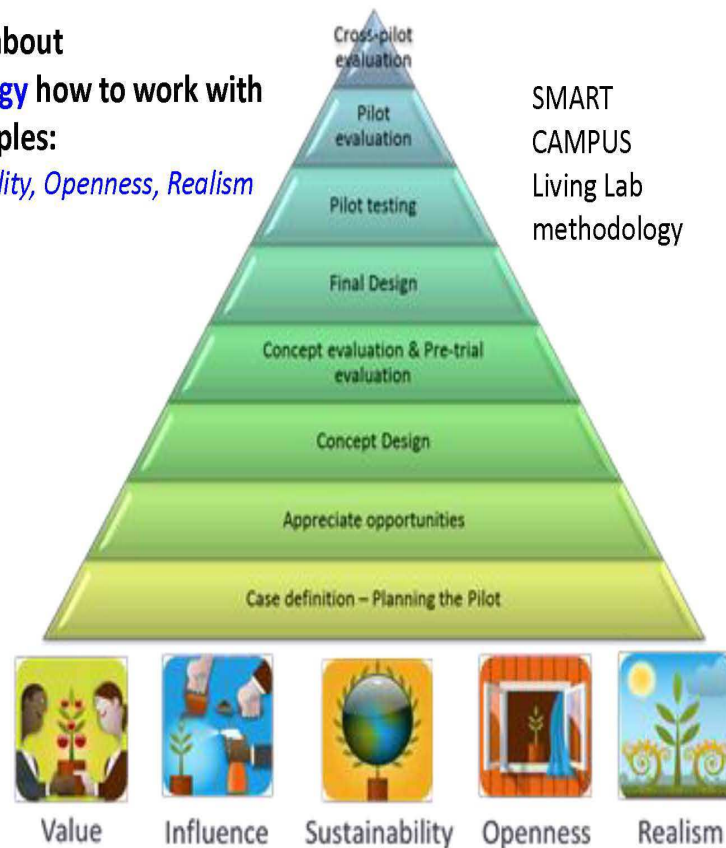 about
gy how to work with
ples:
lity, Openness, Realism
SMART
CAMPUS
Living Lab
methodology
Cross-pilot
evaluation
Pilot
evaluation
Pilot testing
Final Design
Concept evaluation & Pre-trial
evaluation
Concept Design
Appreciate opportunities
Case definition – Planning the Pilot
Value
Influence
Sustainability
Openness
Realism